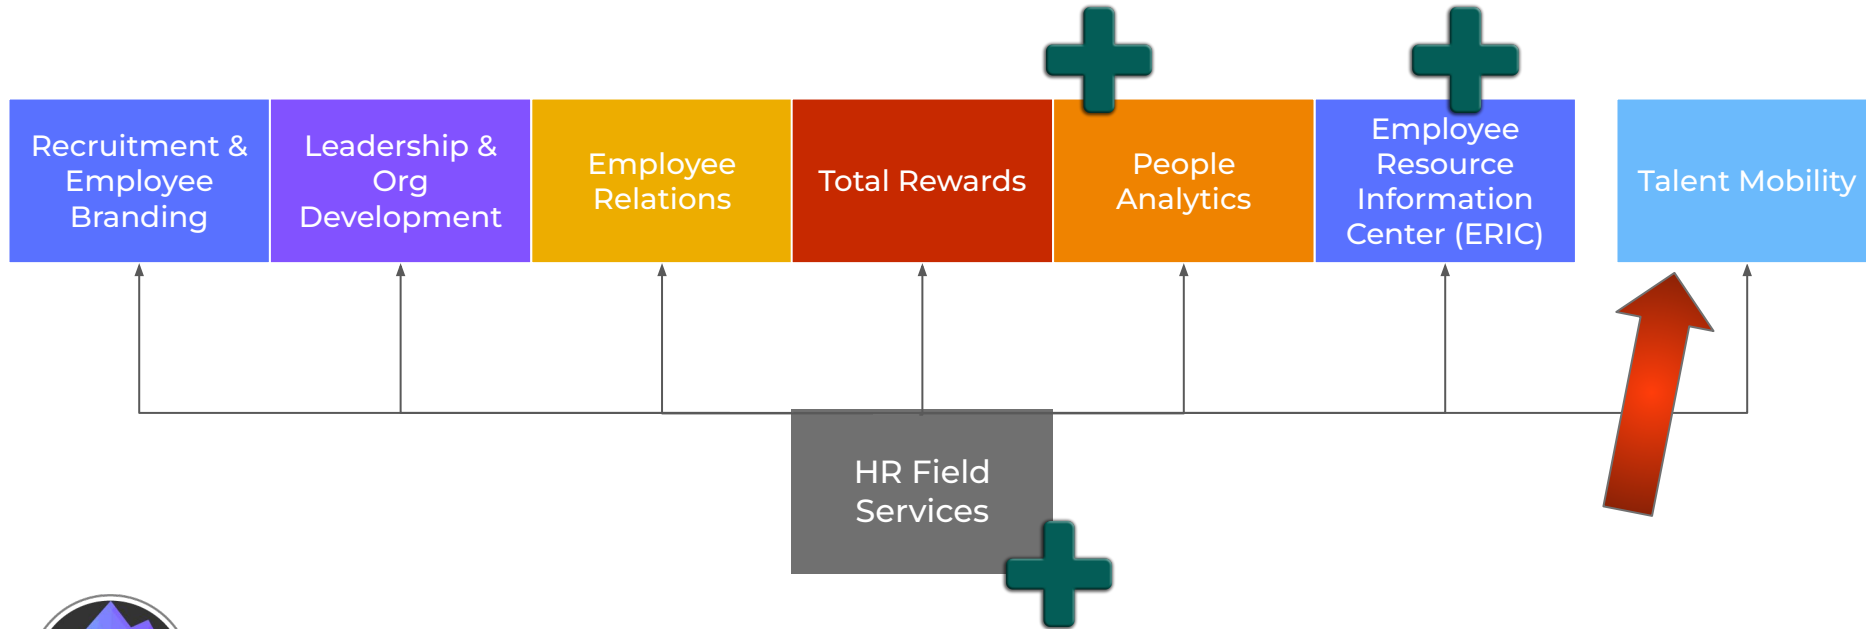 Recruitment &
Employee
Branding
Leadership &
Org
Development
Employee
Relations
Total Rewards
People
Analytics
Employee
Resource
Information
Center (ERIC)
Talent Mobility
HR Field
Services